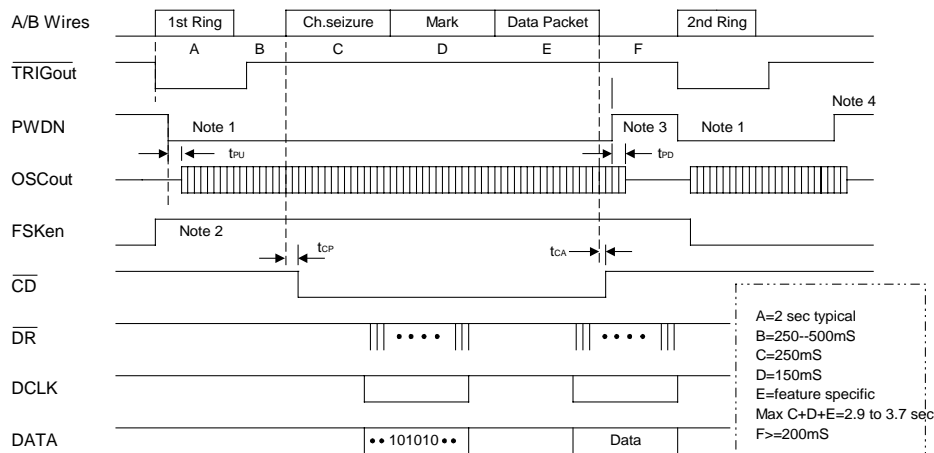 A/B Wires 1st Ring Ch.seizure Mark Data Packet 2nd Ring
A B C D E F
TRIGout
Note 4
PWDN Note 1 Note 3 Note 1
tPU tPD
OSCout
FSKen Note 2
tCP tCA
CD
DR • • • •  • • • •
DCLK
DATA • • 101010 • • Data
A=2 sec typical
B=250--500mS
C=250mS
D=150mS
E=feature specific
Max C+D+E=2.9 to 3.7 sec
F>=200mS